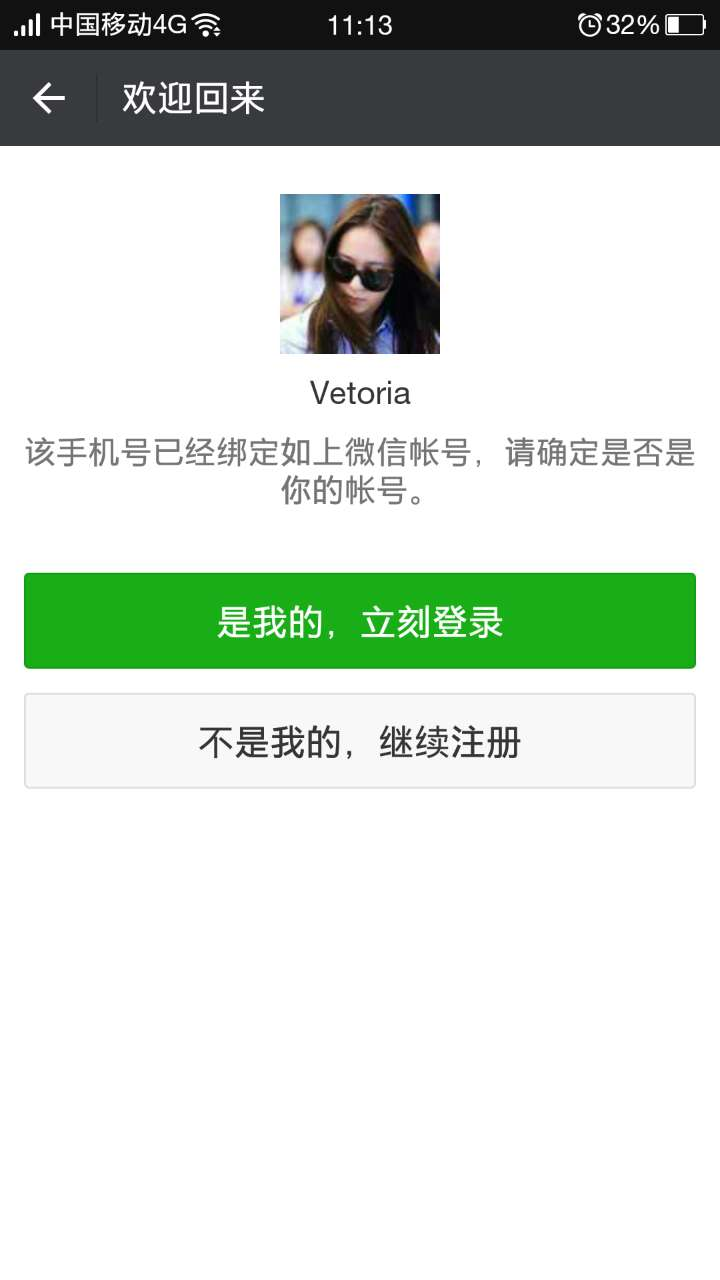 中国移动4G 11:13 32%
欢迎回来
Vetoria
该手机号已经绑定如上微信帐号，请确定是否是
你的帐号。
是我的，立刻登录
不是我的，继续注册